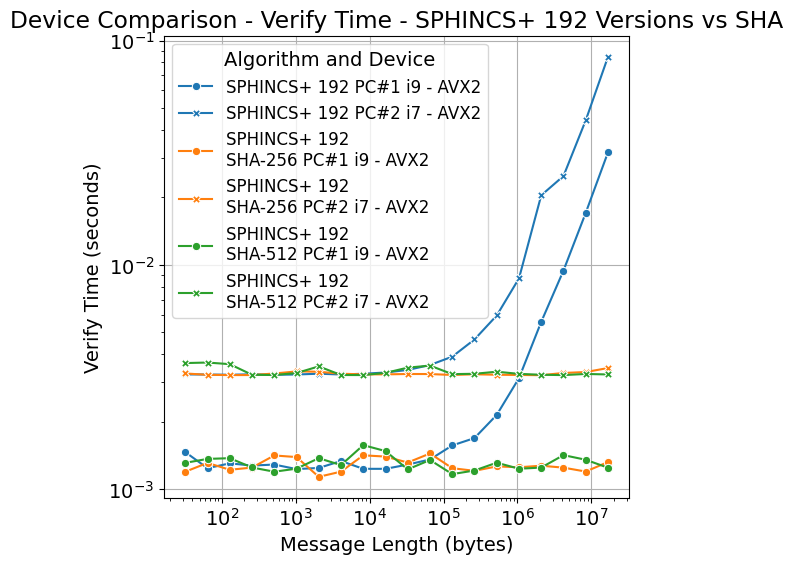 Device Comparison - Verify Time - SPHINCS+ 192 Versions vs SHA
Algorithm and Device
SPHINCS+ 192 PC#1 i9 - AVX2
SPHINCS+ 192 PC#2 i7 - AVX2
SPHINCS+ 192
SHA-256 PC#1 i9 - AVX2
SPHINCS+ 192
SHA-256 PC#2 i7 - AVX2
SPHINCS+ 192
SHA-512 PC#1 i9 - AVX2
SPHINCS+ 192
SHA-512 PC#2 i7 - AVX2
Verify Time (seconds)
10⁻¹
10⁻²
10⁻³
10² 10³ 10⁴ 10⁵ 10⁶ 10⁷
Message Length (bytes)